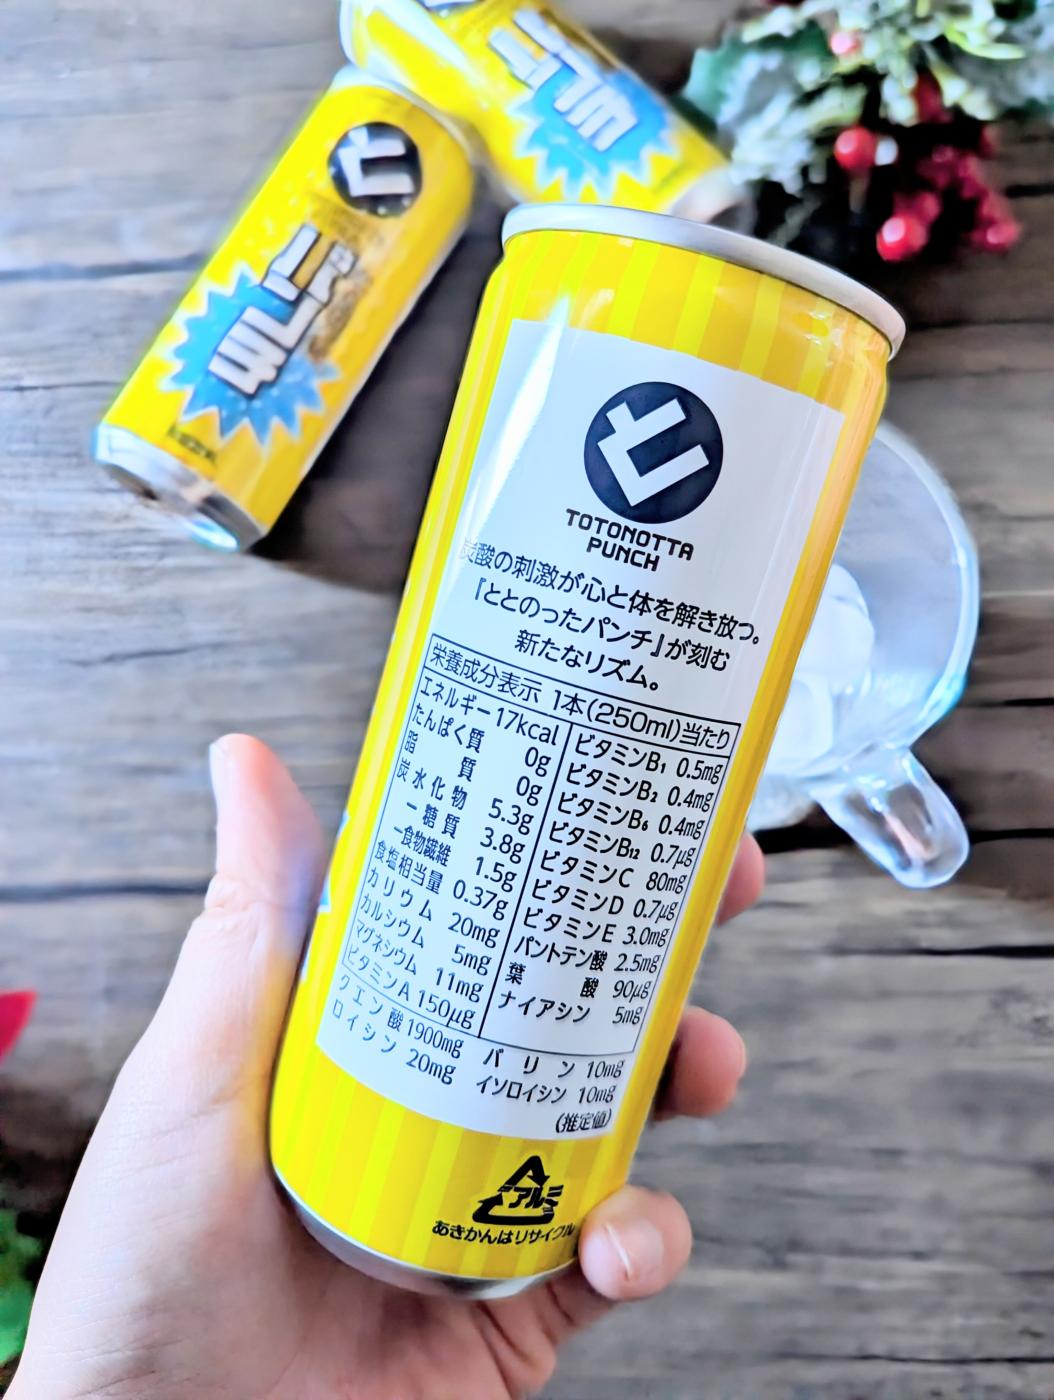 と
TOTONOTTA
PUNCH
炭酸の刺激が心と体を解き放つ。
『ととのったパンチ』が刻む
新たなリズム。
栄養成分表示 1本(250ml)当たり
エネルギー 17kcal
たんぱく質 0g
脂質 0g
炭水化物 5.3g
ー糖質 3.8g
ー食物繊維 1.5g
食塩相当量 0.37g
カリウム 20mg
カルシウム 5mg
マグネシウム 11mg
ビタミンA 150μg
ビタミンB₁ 0.5mg
ビタミンB₂ 0.4mg
ビタミンB₆ 0.4mg
ビタミンB₁₂ 0.7μg
ビタミンC 80mg
ビタミンD 0.7μg
ビタミンE 3.0mg
パントテン酸 2.5mg
葉酸 90μg
ナイアシン 5mg
クエン酸 1900mg バリン 10mg
ロイシン 20mg イソロイシン 10mg
(推定値)
アルミ
あきかんはリサイクル
と